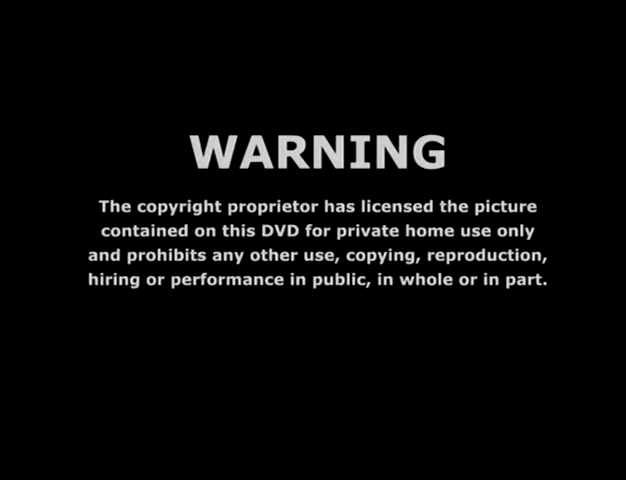 WARNING
The copyright proprietor has licensed the picture
contained on this DVD for private home use only
and prohibits any other use, copying, reproduction,
hiring or performance in public, in whole or in part.